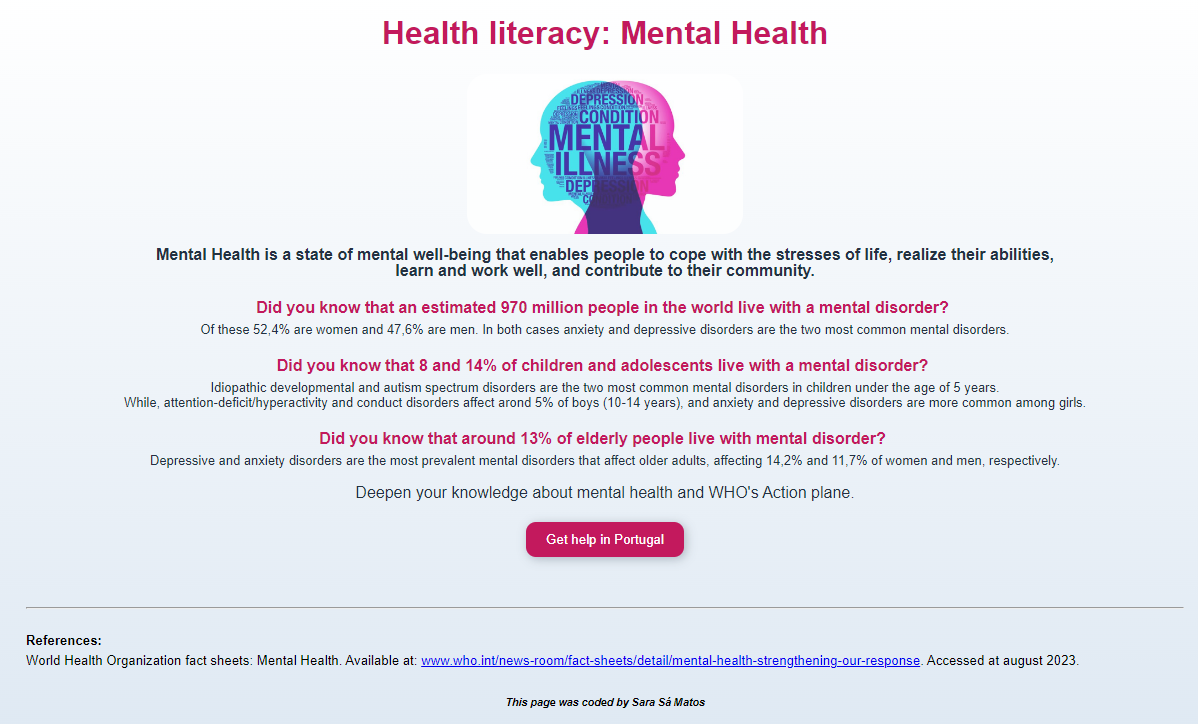 Health literacy: Mental Health
DEPRESSION
CONDITION
MENTAL
ILLNESS
DEPRESSION
Mental Health is a state of mental well-being that enables people to cope with the stresses of life, realize their abilities,
learn and work well, and contribute to their community.
Did you know that an estimated 970 million people in the world live with a mental disorder?
Of these 52,4% are women and 47,6% are men. In both cases anxiety and depressive disorders are the two most common mental disorders.
Did you know that 8 and 14% of children and adolescents live with a mental disorder?
Idiopathic developmental and autism spectrum disorders are the two most common mental disorders in children under the age of 5 years.
While, attention-deficit/hyperactivity and conduct disorders affect arond 5% of boys (10-14 years), and anxiety and depressive disorders are more common among girls.
Did you know that around 13% of elderly people live with mental disorder?
Depressive and anxiety disorders are the most prevalent mental disorders that affect older adults, affecting 14,2% and 11,7% of women and men, respectively.
Deepen your knowledge about mental health and WHO's Action plane.
Get help in Portugal
References:
World Health Organization fact sheets: Mental Health. Available at: www.who.int/news-room/fact-sheets/detail/mental-health-strengthening-our-response. Accessed at august 2023.
This page was coded by Sara Sá Matos